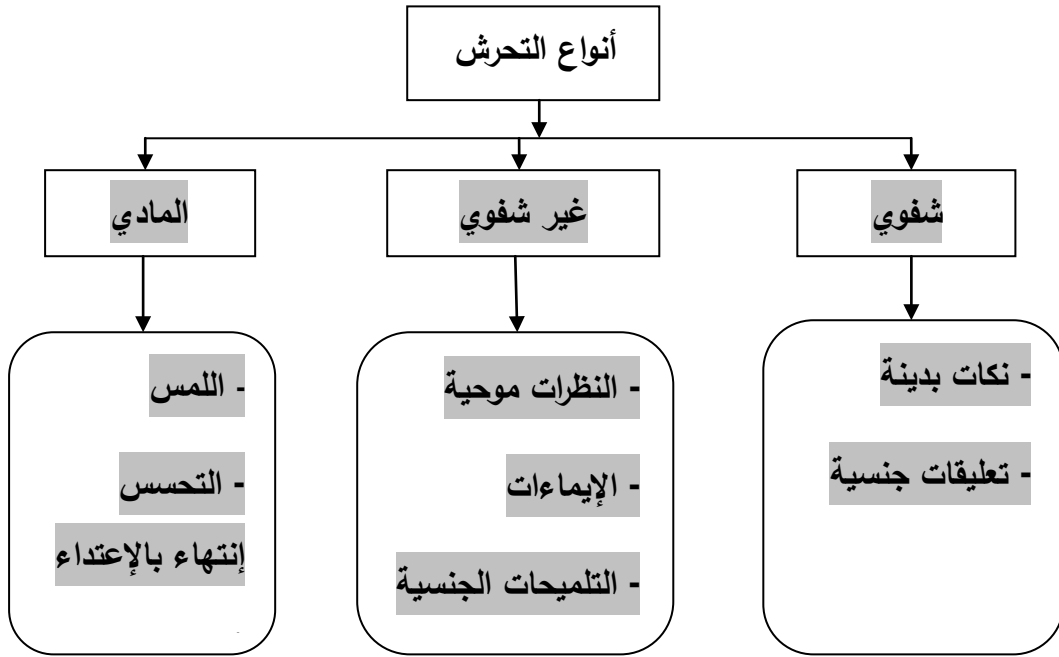 أنواع التحرش
شفوي
غير شفوي
المادي
- نكات بدينة
- تعليقات جنسية
- النظرات موحية
- الإيماءات
- التلميحات الجنسية
- اللمس
- التحسس
إنتهاء بالإعتداء